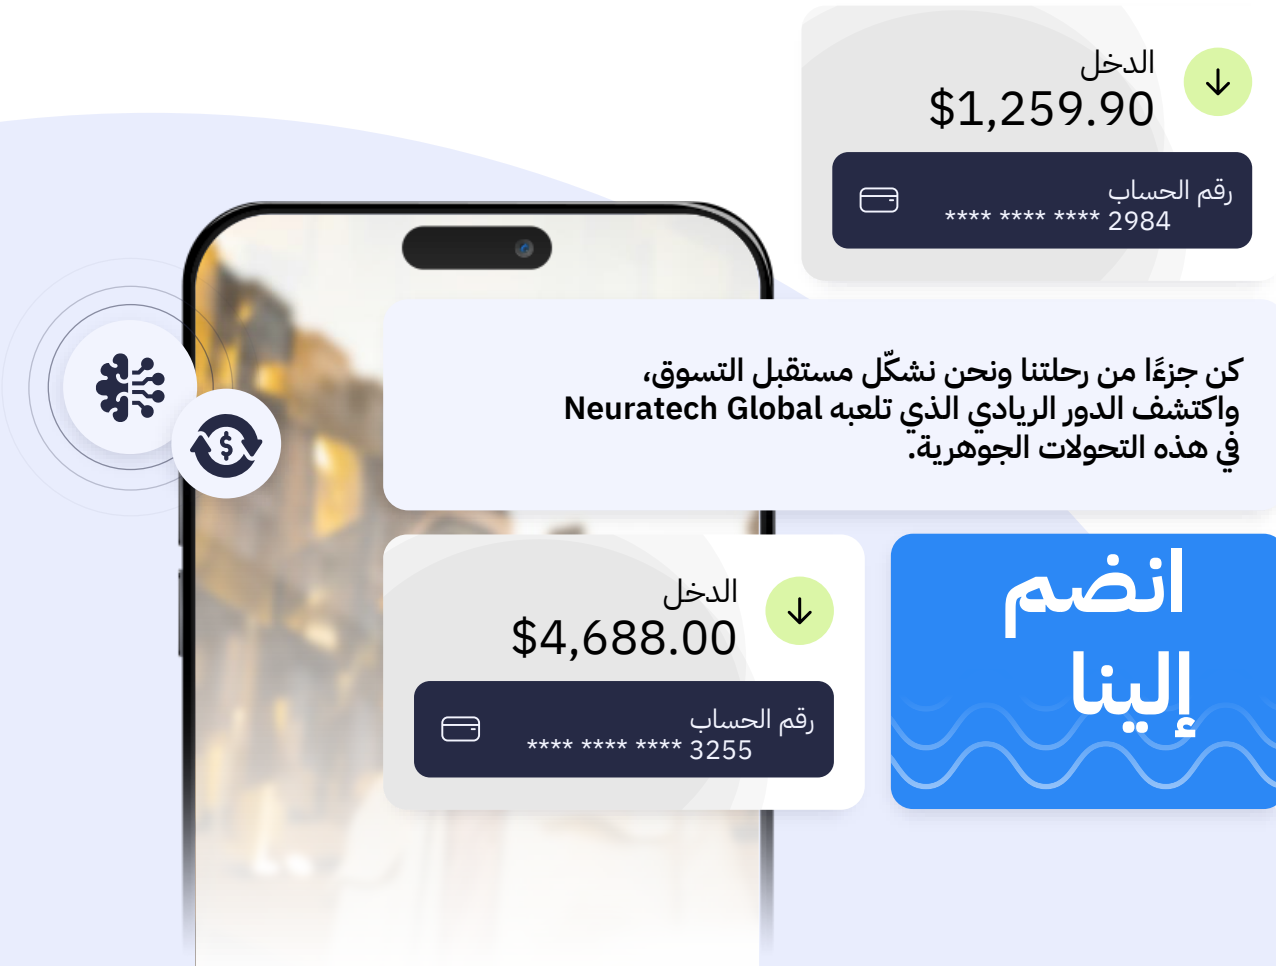 الدخل
$1,259.90
رقم الحساب
**** **** **** 2984
كن جزءًا من رحلتنا ونحن نشكّل مستقبل التسوق،
واكتشف الدور الريادي الذي تلعبه Neuratech Global
في هذه التحولات الجوهرية.
انضم
إلينا
الدخل
$4,688.00
رقم الحساب
**** **** **** 3255